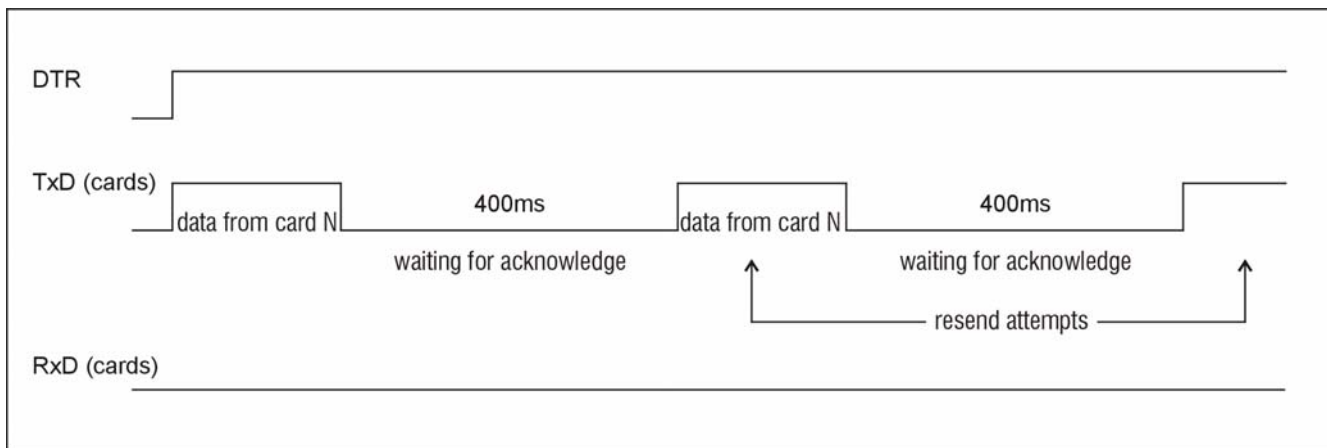 DTR
TxD (cards)
400ms
400ms
data from card N
data from card N
waiting for acknowledge
waiting for acknowledge
resend attempts
RxD (cards)